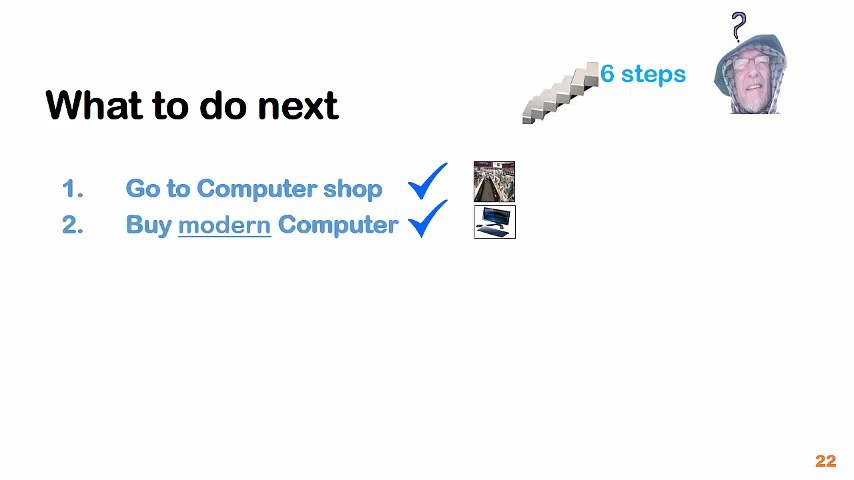 6 steps
What to do next
1. Go to Computer shop
2. Buy modern Computer
22